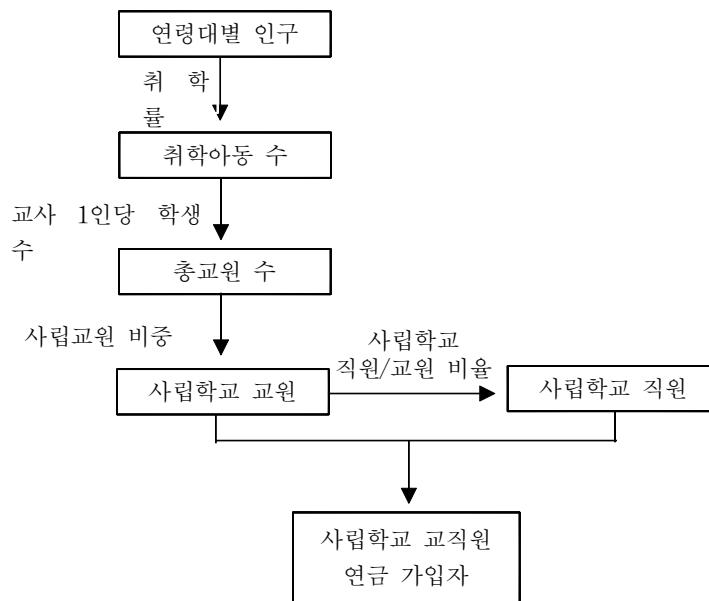 연령대별 인구
취 학
률
취학아동 수
교사 1인당 학생
수
총교원 수
사립교원 비중
사립학교
직원/교원 비율
사립학교 교원
사립학교 직원
사립학교 교직원
연금 가입자